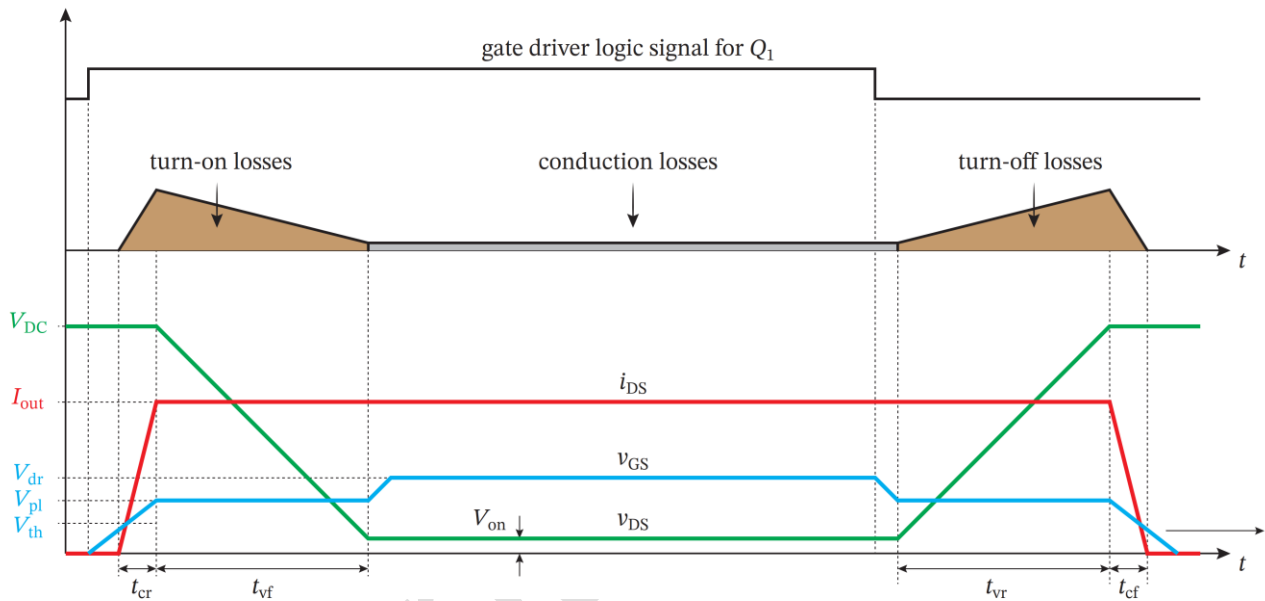 gate driver logic signal for Q1
turn-on losses
conduction losses
turn-off losses
t
VDC
Iout
iDS
Vdr
vGS
Vpl
Vth
Von
vDS
t
tcr
tvf
tvr
tcf